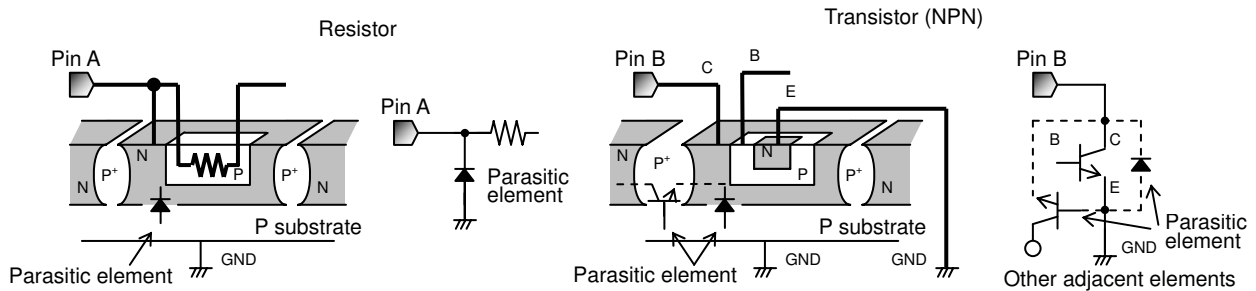 Resistor
Transistor (NPN)
Pin A
Pin B
C
B
E
Pin B
Pin A
N
P+
N
P
P+
N
Parasitic element
P substrate
GND
Parasitic element
N
P+
N
N
P
P+
N
P substrate
GND
GND
Parasitic element
B
C
E
GND
Parasitic element
Other adjacent elements